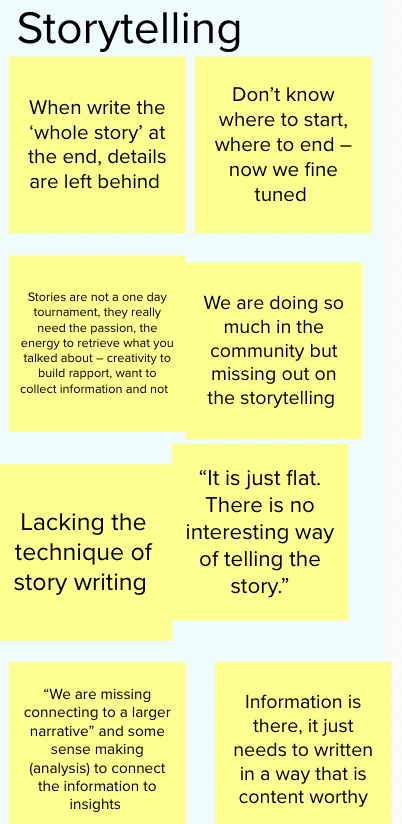 Storytelling
When write the
‘whole story’ at
the end, details
are left behind
Don’t know
where to start,
where to end –
now we fine
tuned
Stories are not a one day
tournament, they really
need the passion, the
energy to retrieve what you
talked about – creativity to
build rapport, want to
collect information and not
We are doing so
much in the
community but
missing out on
the storytelling
Lacking the
technique of
story writing
“It is just flat.
There is no
interesting way
of telling the
story.”
“We are missing
connecting to a larger
narrative” and some
sense making
(analysis) to connect
the information to
insights
Information is
there, it just
needs to written
in a way that is
content worthy